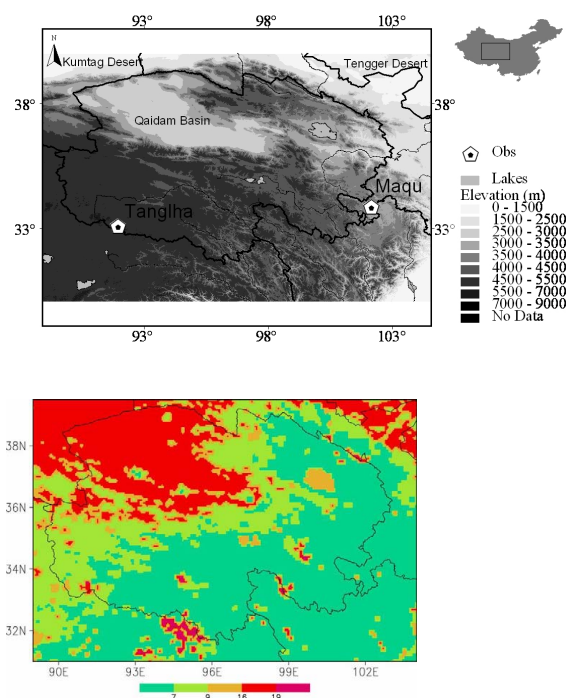 93° 98° 103°
N
Kumtag Desert
Tengger Desert
38° 38°
Qaidam Basin
Obs
Maqu
Lakes
Tanglha
Elevation (m)
0 - 1500
1500 - 2500
2500 - 3000
33° 33°
3000 - 3500
3500 - 4000
4000 - 4500
4500 - 5500
5500 - 7000
7000 - 9000
No Data
93° 98° 103°
38N
36N
34N
32N
90E 93E 96E 99E 102E
7 9 16 19